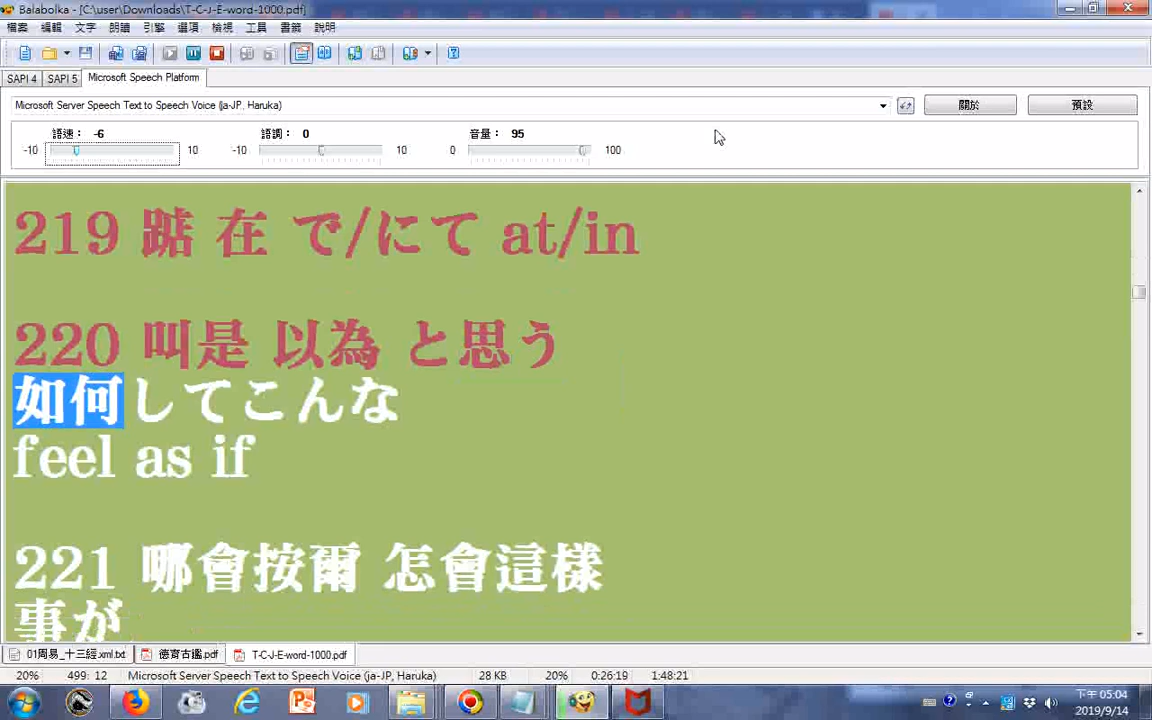 Balabolka - [C:\user\Downloads\T-C-J-E-word-1000.pdf]
檔案 編輯 文字 朗讀 引擎 選項 檢視 工具 書籤 說明
SAPI 4 SAPI 5 Microsoft Speech Platform
Microsoft Server Speech Text to Speech Voice (ja-JP, Haruka) 關於 預設
語速： -6 語調： 0 音量： 95
-10 10 -10 10 0 100
219 踮 在 で/にて at/in
220 叫是 以為 と思う
如何してこんな
feel as if
221 哪會按爾 怎會這樣
事が
01周易_十三經.xml.txt 德育古鑑.pdf T-C-J-E-word-1000.pdf
20% 499: 12 Microsoft Server Speech Text to Speech Voice (ja-JP, Haruka) 28 KB 20% 0:26:19 1:48:21
下午 05:04
2019/9/14